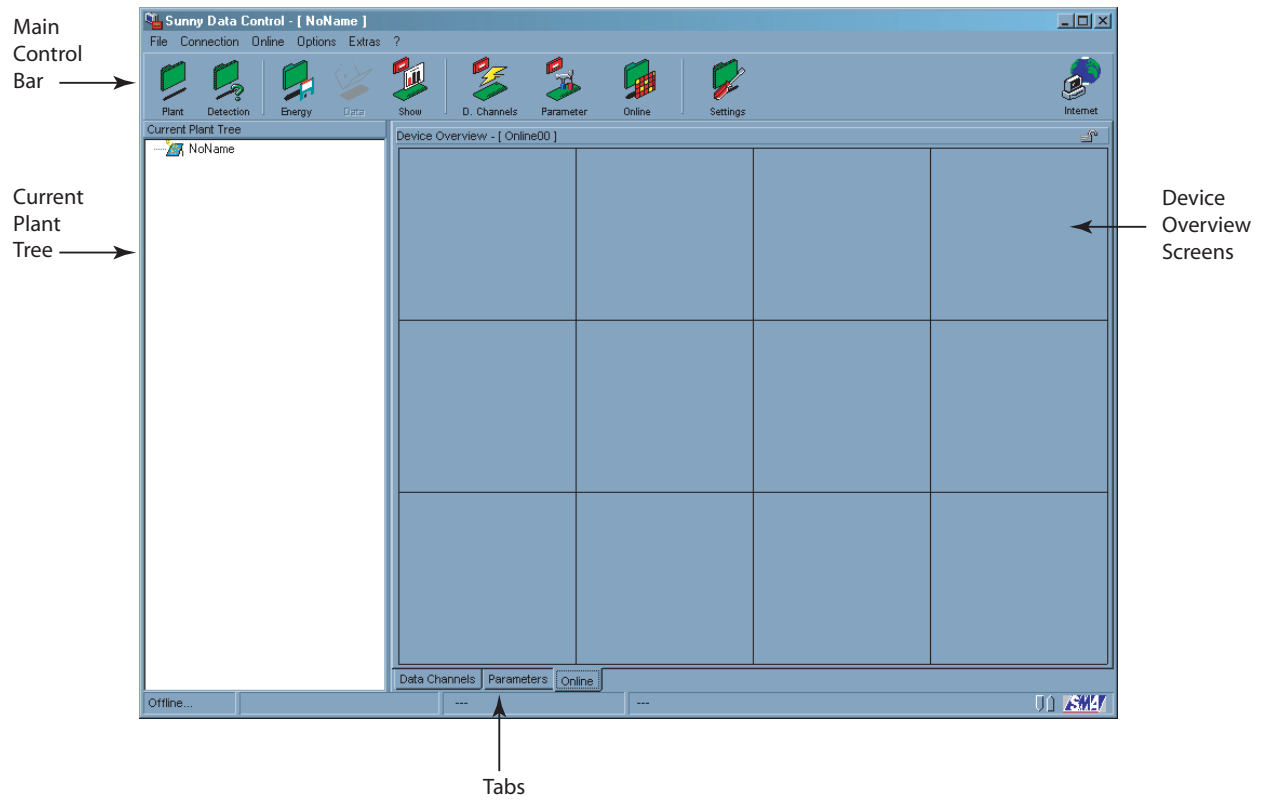 Main
Control
Bar
Sunny Data Control - [ NoName ]
File Connection Online Options Extras ?
Plant Detection Energy Data Show D. Channels Parameter Online Settings Internet
Current Plant Tree
NoName
Device Overview - [ Online00 ]
Current
Plant
Tree
Device
Overview
Screens
Data Channels Parameters Online
Offline... --- --- SMA
Tabs